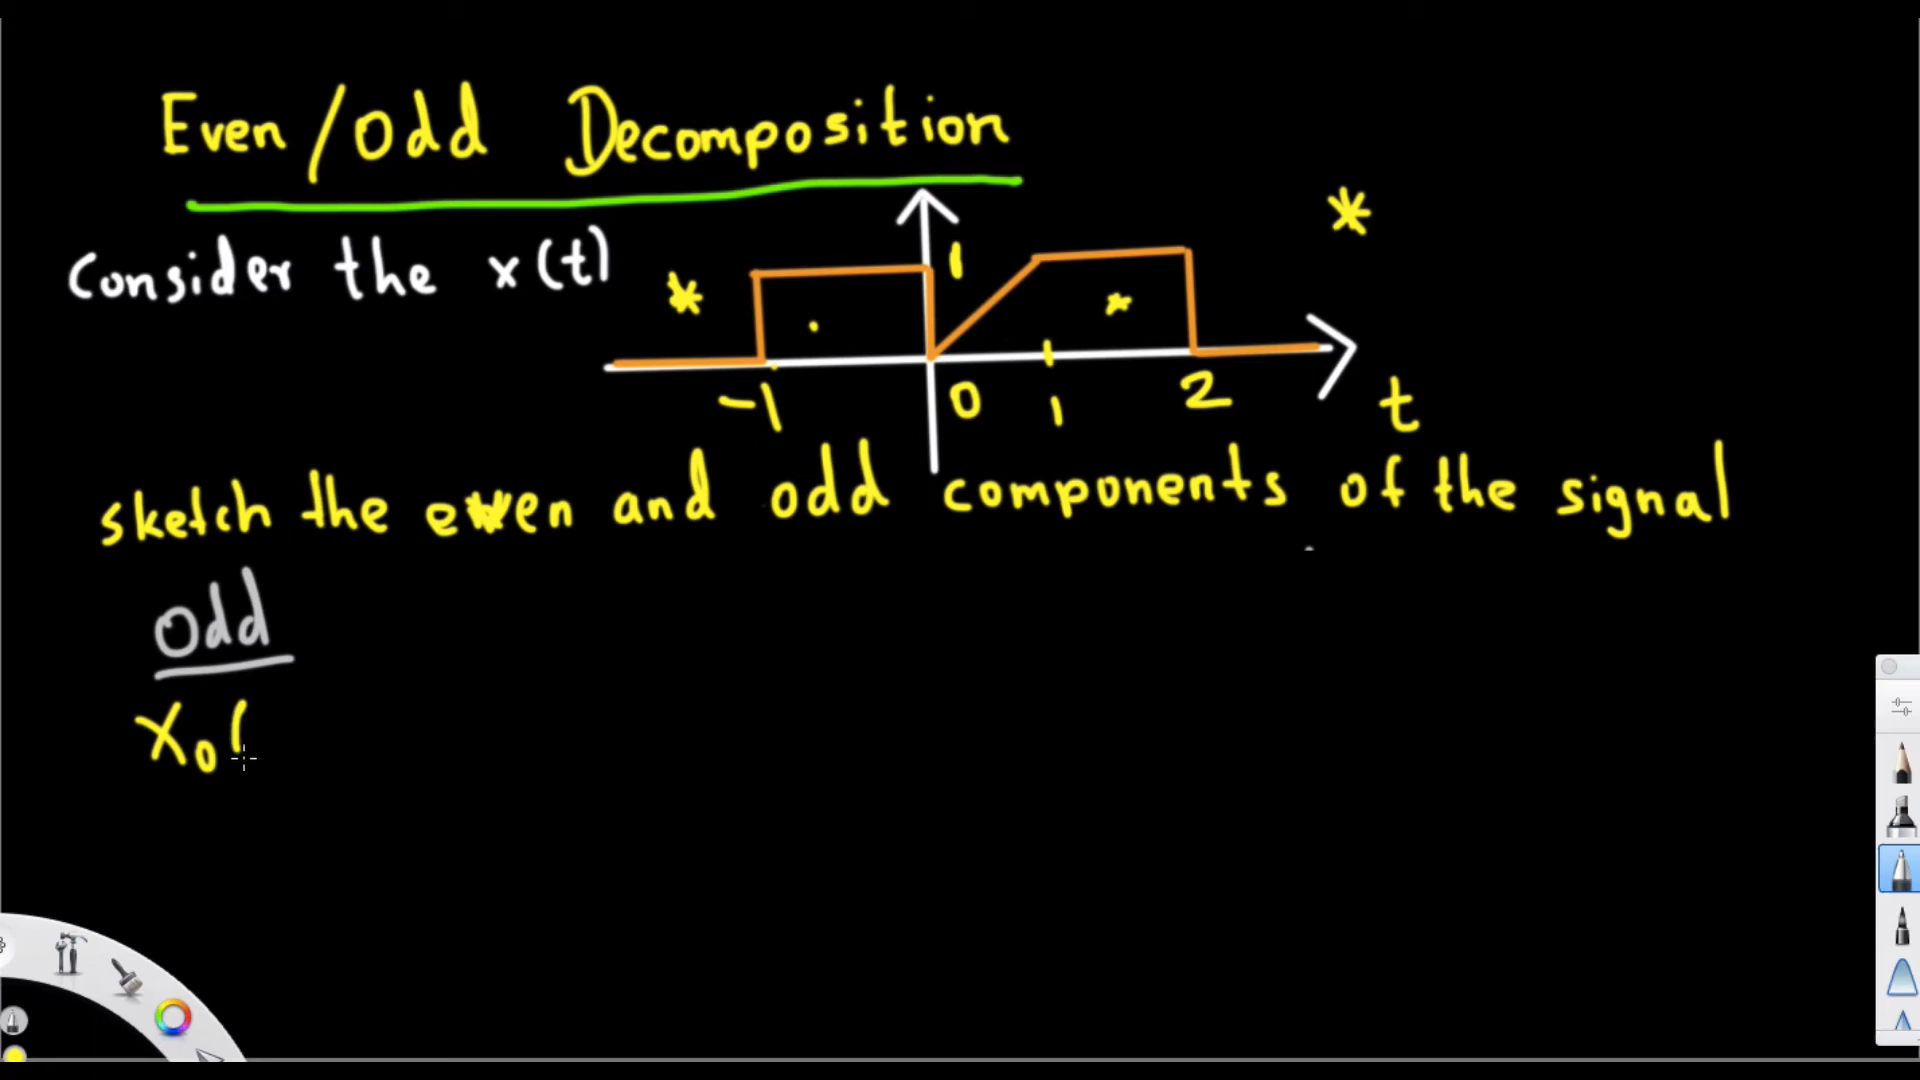 Even/Odd Decomposition
Consider the x(t)
1
-1 0 1 2 t
sketch the even and odd components of the signal
Odd
X₀(